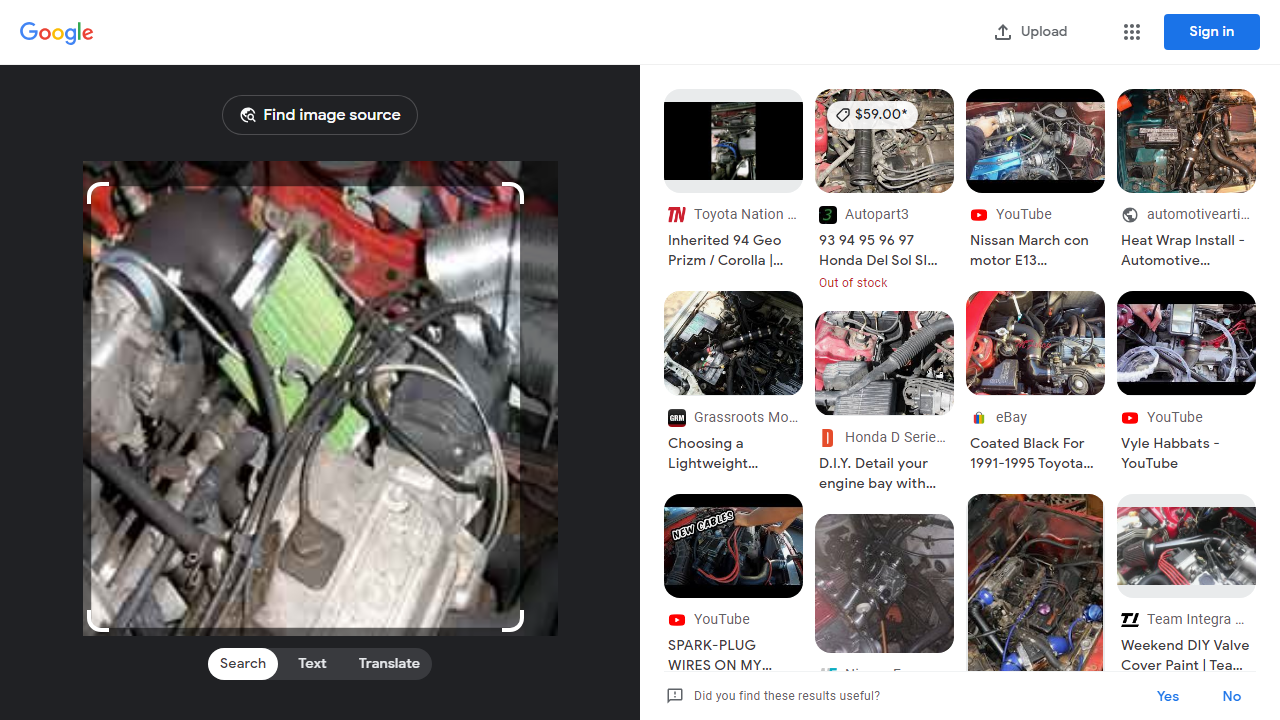 Google
Upload
Sign in
Find image source
Search
Text
Translate
Toyota Nation ...
Inherited 94 Geo
Prizm / Corolla |...
$59.00*
Autopart3
93 94 95 96 97
Honda Del Sol SI...
Out of stock
YouTube
Nissan March con
motor E13...
automotivearti...
Heat Wrap Install -
Automotive...
GRM
Grassroots Mo...
Choosing a
Lightweight...
Honda D Serie...
D.I.Y. Detail your
engine bay with...
eBay
Coated Black For
1991-1995 Toyota...
YouTube
Vyle Habbats -
YouTube
NEW CABLES
YouTube
SPARK-PLUG
WIRES ON MY...
Team Integra ...
Weekend DIY Valve
Cover Paint | Tea...
Did you find these results useful?
Yes
No